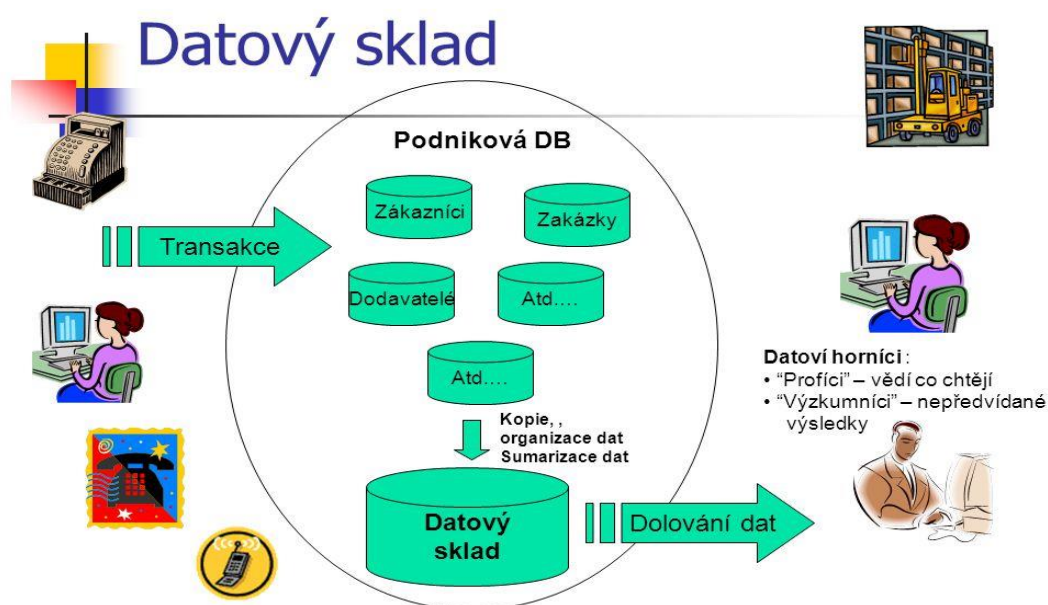 Datový sklad
Podniková DB
Zákazníci
Zakázky
Transakce
Dodavatelé
Atd....
Atd....
Kopie, ,
organizace dat
Sumarizace dat
Datový
sklad
Dolování dat
Datoví horníci :
• “Profíci” – vědí co chtějí
• “Výzkumníci” – nepředvídané
výsledky